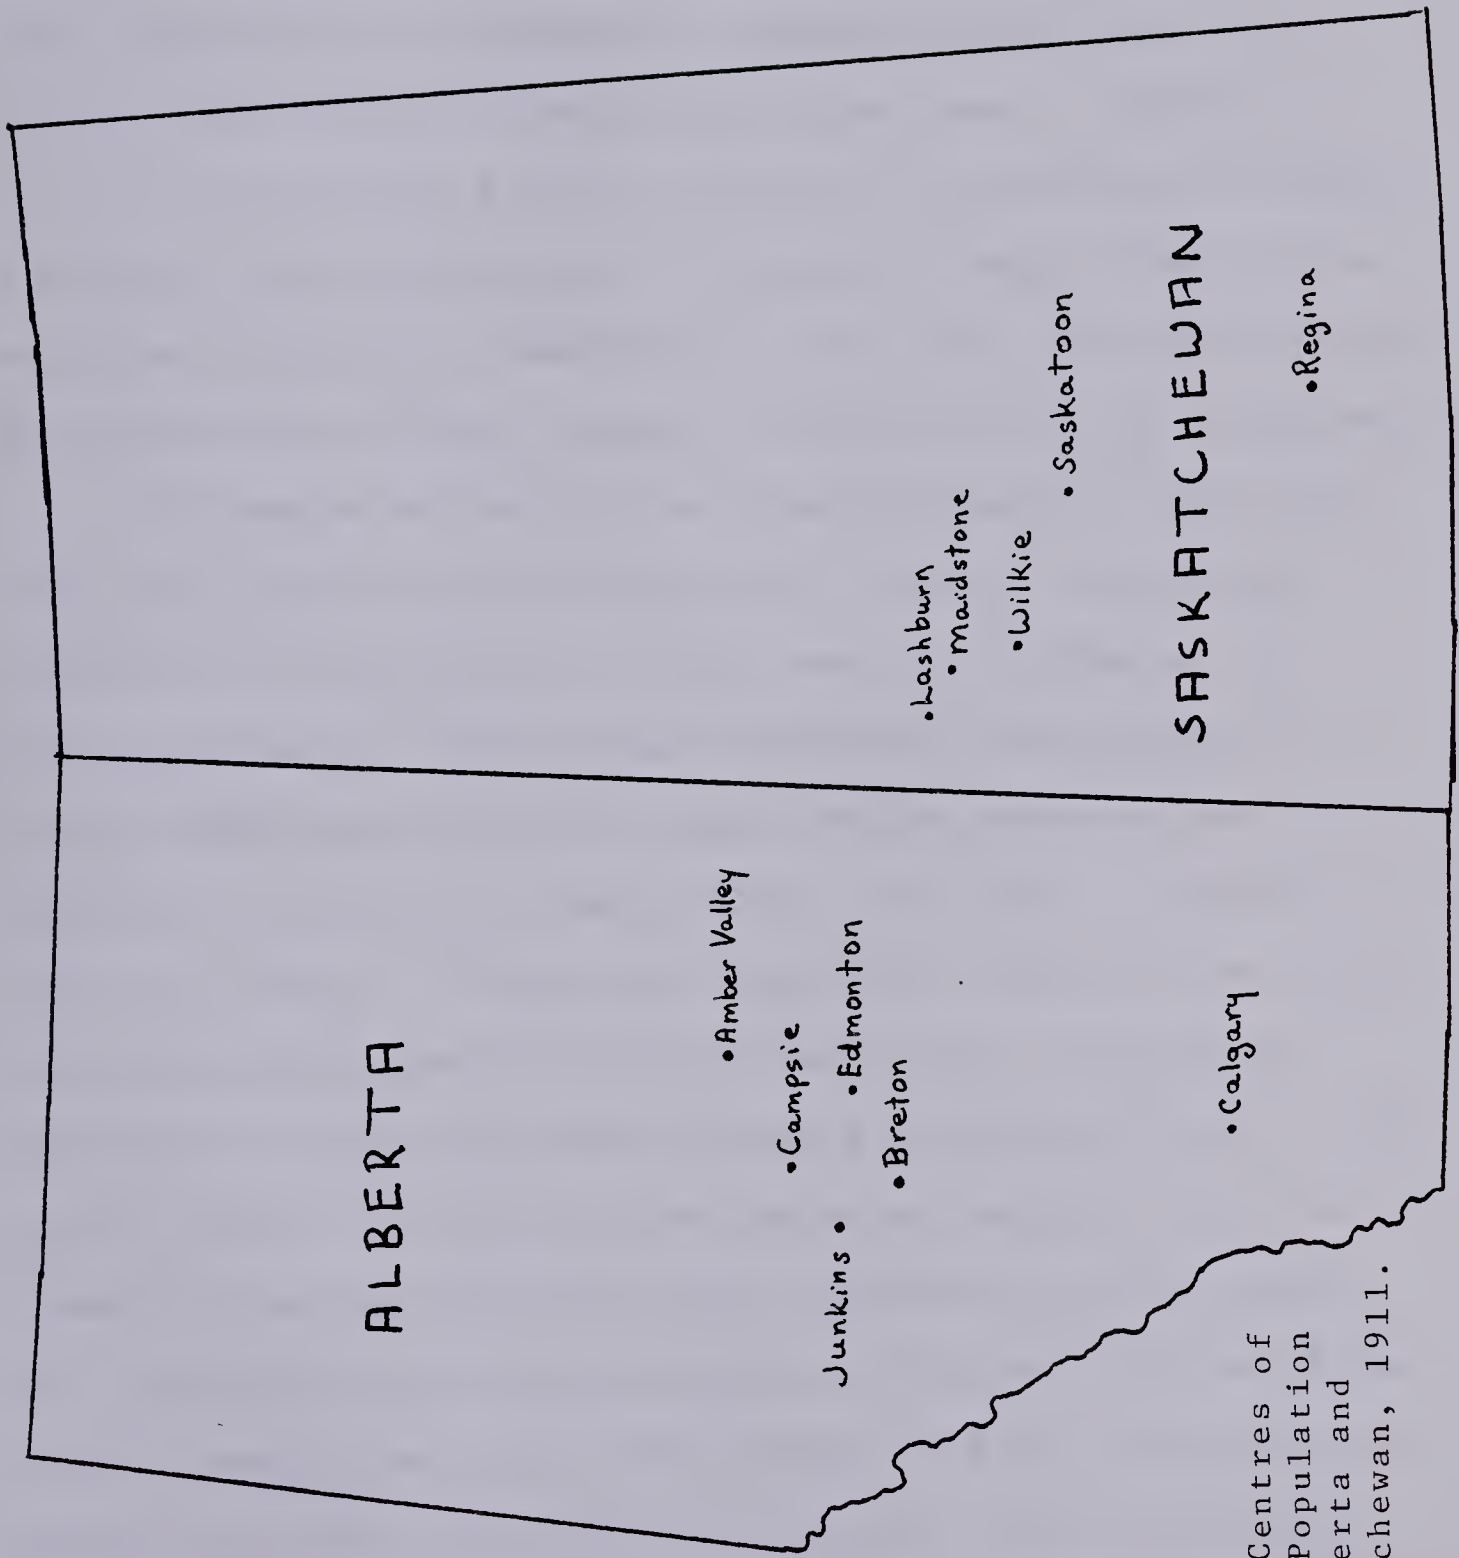 ALBERTA
SASKATCHEWAN
Amber Valley
Campsie
Edmonton
Junkins
Breton
Calgary
Lashburn
Maidstone
Wilkie
Saskatoon
Regina
Centres of
Population
erta and
chewan, 1911.